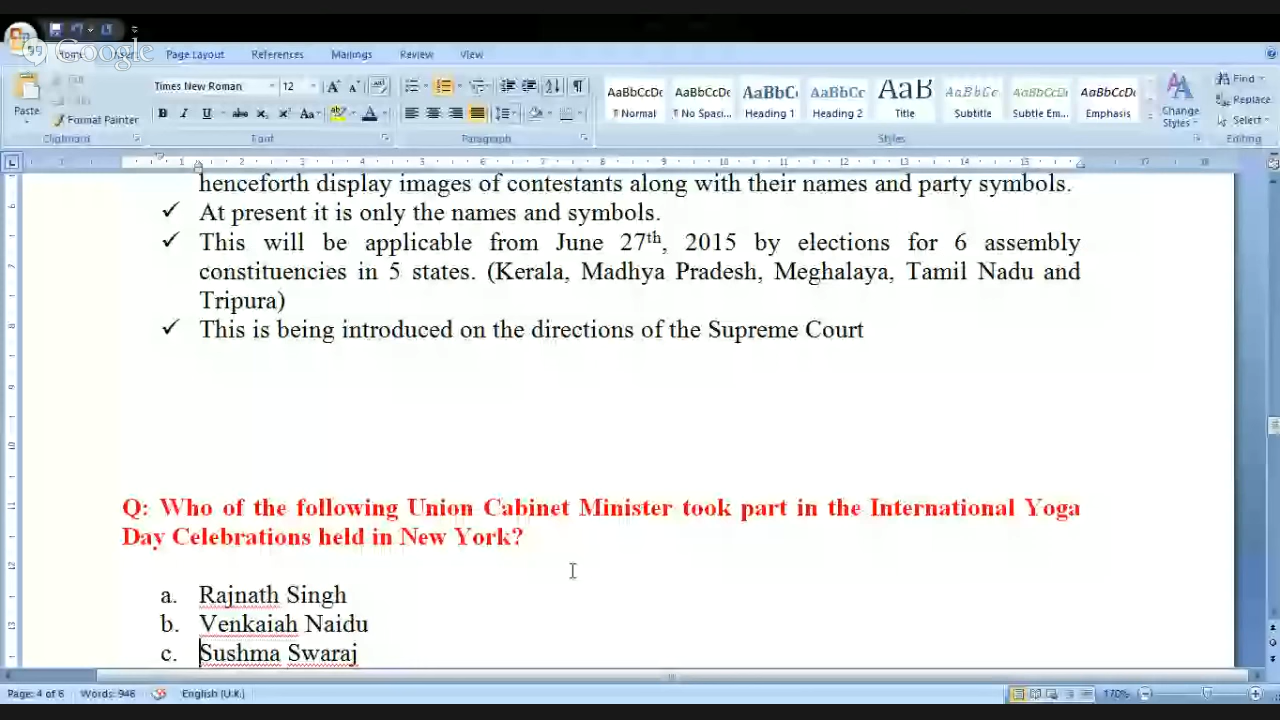 Google
Home Insert Page Layout References Mailings Review View
Times New Roman 12
Paste
Cut
Format Painter
Clipboard Font Paragraph Styles Editing
AaBbCcDc AaBbCcDc AaBbC AaBbCc AaB AaBbCc AaBbCcDc AaBbCcDc
¶ Normal ¶ No Spaci... Heading 1 Heading 2 Title Subtitle Subtle Em... Emphasis
Change Styles
Find
Replace
Select
henceforth display images of contestants along with their names and party symbols.
✓ At present it is only the names and symbols.
✓ This will be applicable from June 27th, 2015 by elections for 6 assembly
constituencies in 5 states. (Kerala, Madhya Pradesh, Meghalaya, Tamil Nadu and
Tripura)
✓ This is being introduced on the directions of the Supreme Court
Q: Who of the following Union Cabinet Minister took part in the International Yoga
Day Celebrations held in New York?
a. Rajnath Singh
b. Venkaiah Naidu
c. Sushma Swaraj
Page: 4 of 6 Words: 946 English (U.K.) 170%